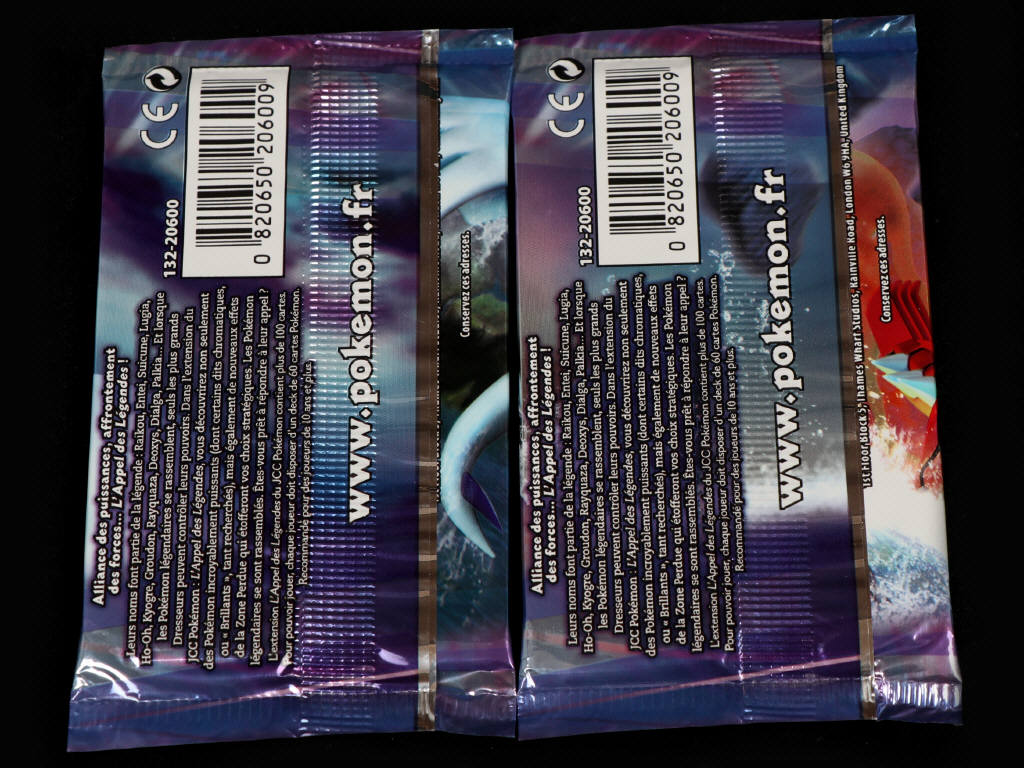 Alliance des puissances, affrontement
des forces... L'Appel des Légendes !
Leurs noms font partie de la légende : Raikou, Entei, Suicune, Lugia,
Ho-Oh, Kyogre, Groudon, Rayquaza, Deoxys, Dialga, Palkia... Et lorsque
les Pokémon légendaires se rassemblent, seuls les plus grands
Dresseurs peuvent contrôler leurs pouvoirs. Dans l'extension du
JCC Pokémon : L'Appel des Légendes, vous découvrirez non seulement
des Pokémon incroyablement puissants (dont certains dits chromatiques,
ou « Brillants », tant recherchés), mais également de nouveaux effets
de la Zone Perdue qui étofferont vos choix stratégiques. Les Pokémon
légendaires se sont rassemblés. Êtes-vous prêt à répondre à leur appel ?
L'extension L'Appel des Légendes du JCC Pokémon contient plus de 100 cartes.
Pour pouvoir jouer, chaque joueur doit disposer d'un deck de 60 cartes Pokémon.
Recommandé pour des joueurs de 10 ans et plus.
132-20600
CE
0 820650 206009
www.pokemon.fr
Conservez ces adresses.
Alliance des puissances, affrontement
des forces... L'Appel des Légendes !
Leurs noms font partie de la légende : Raikou, Entei, Suicune, Lugia,
Ho-Oh, Kyogre, Groudon, Rayquaza, Deoxys, Dialga, Palkia... Et lorsque
les Pokémon légendaires se rassemblent, seuls les plus grands
Dresseurs peuvent contrôler leurs pouvoirs. Dans l'extension du
JCC Pokémon : L'Appel des Légendes, vous découvrirez non seulement
des Pokémon incroyablement puissants (dont certains dits chromatiques,
ou « Brillants », tant recherchés), mais également de nouveaux effets
de la Zone Perdue qui étofferont vos choix stratégiques. Les Pokémon
légendaires se sont rassemblés. Êtes-vous prêt à répondre à leur appel ?
L'extension L'Appel des Légendes du JCC Pokémon contient plus de 100 cartes.
Pour pouvoir jouer, chaque joueur doit disposer d'un deck de 60 cartes Pokémon.
Recommandé pour des joueurs de 10 ans et plus.
132-20600
CE
0 820650 206009
www.pokemon.fr
1st Floor Block 5, Thames Wharf Studios, Rainville Road, London W6 9HA, United Kingdom
Conservez ces adresses.